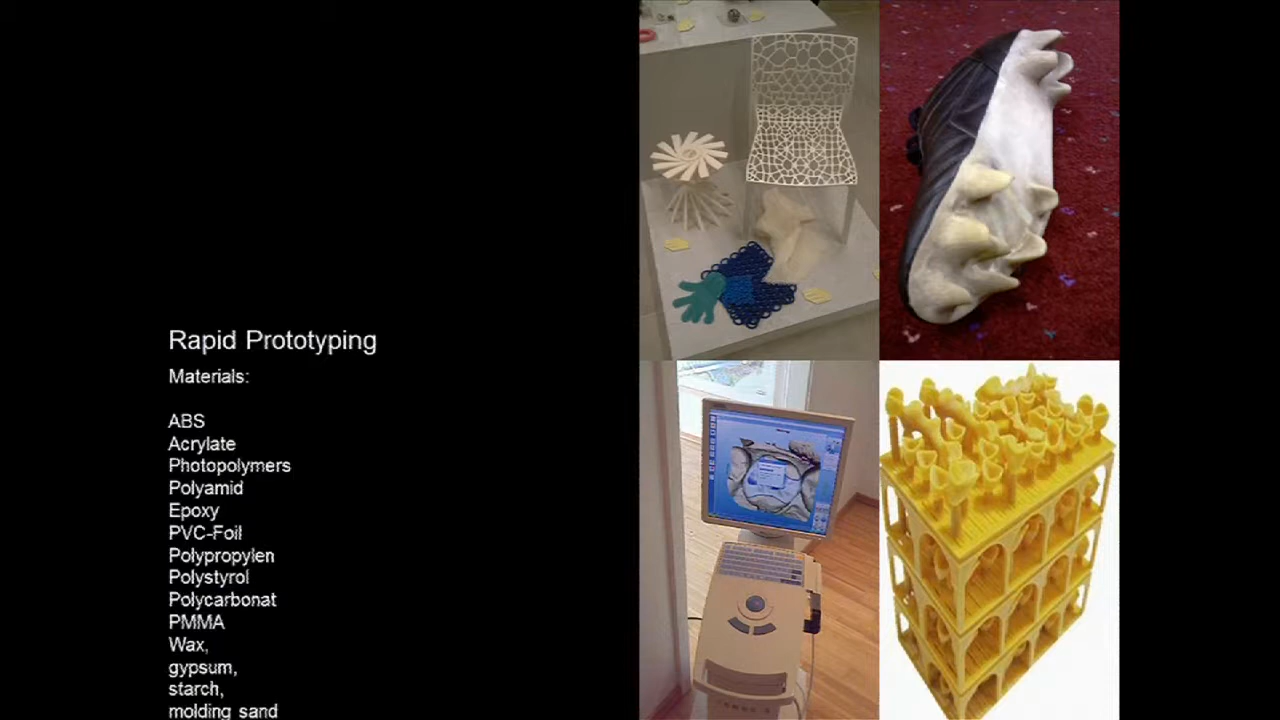 Rapid Prototyping
Materials:
ABS
Acrylate
Photopolymers
Polyamid
Epoxy
PVC-Foil
Polypropylen
Polystyrol
Polycarbonat
PMMA
Wax,
gypsum,
starch,
molding sand